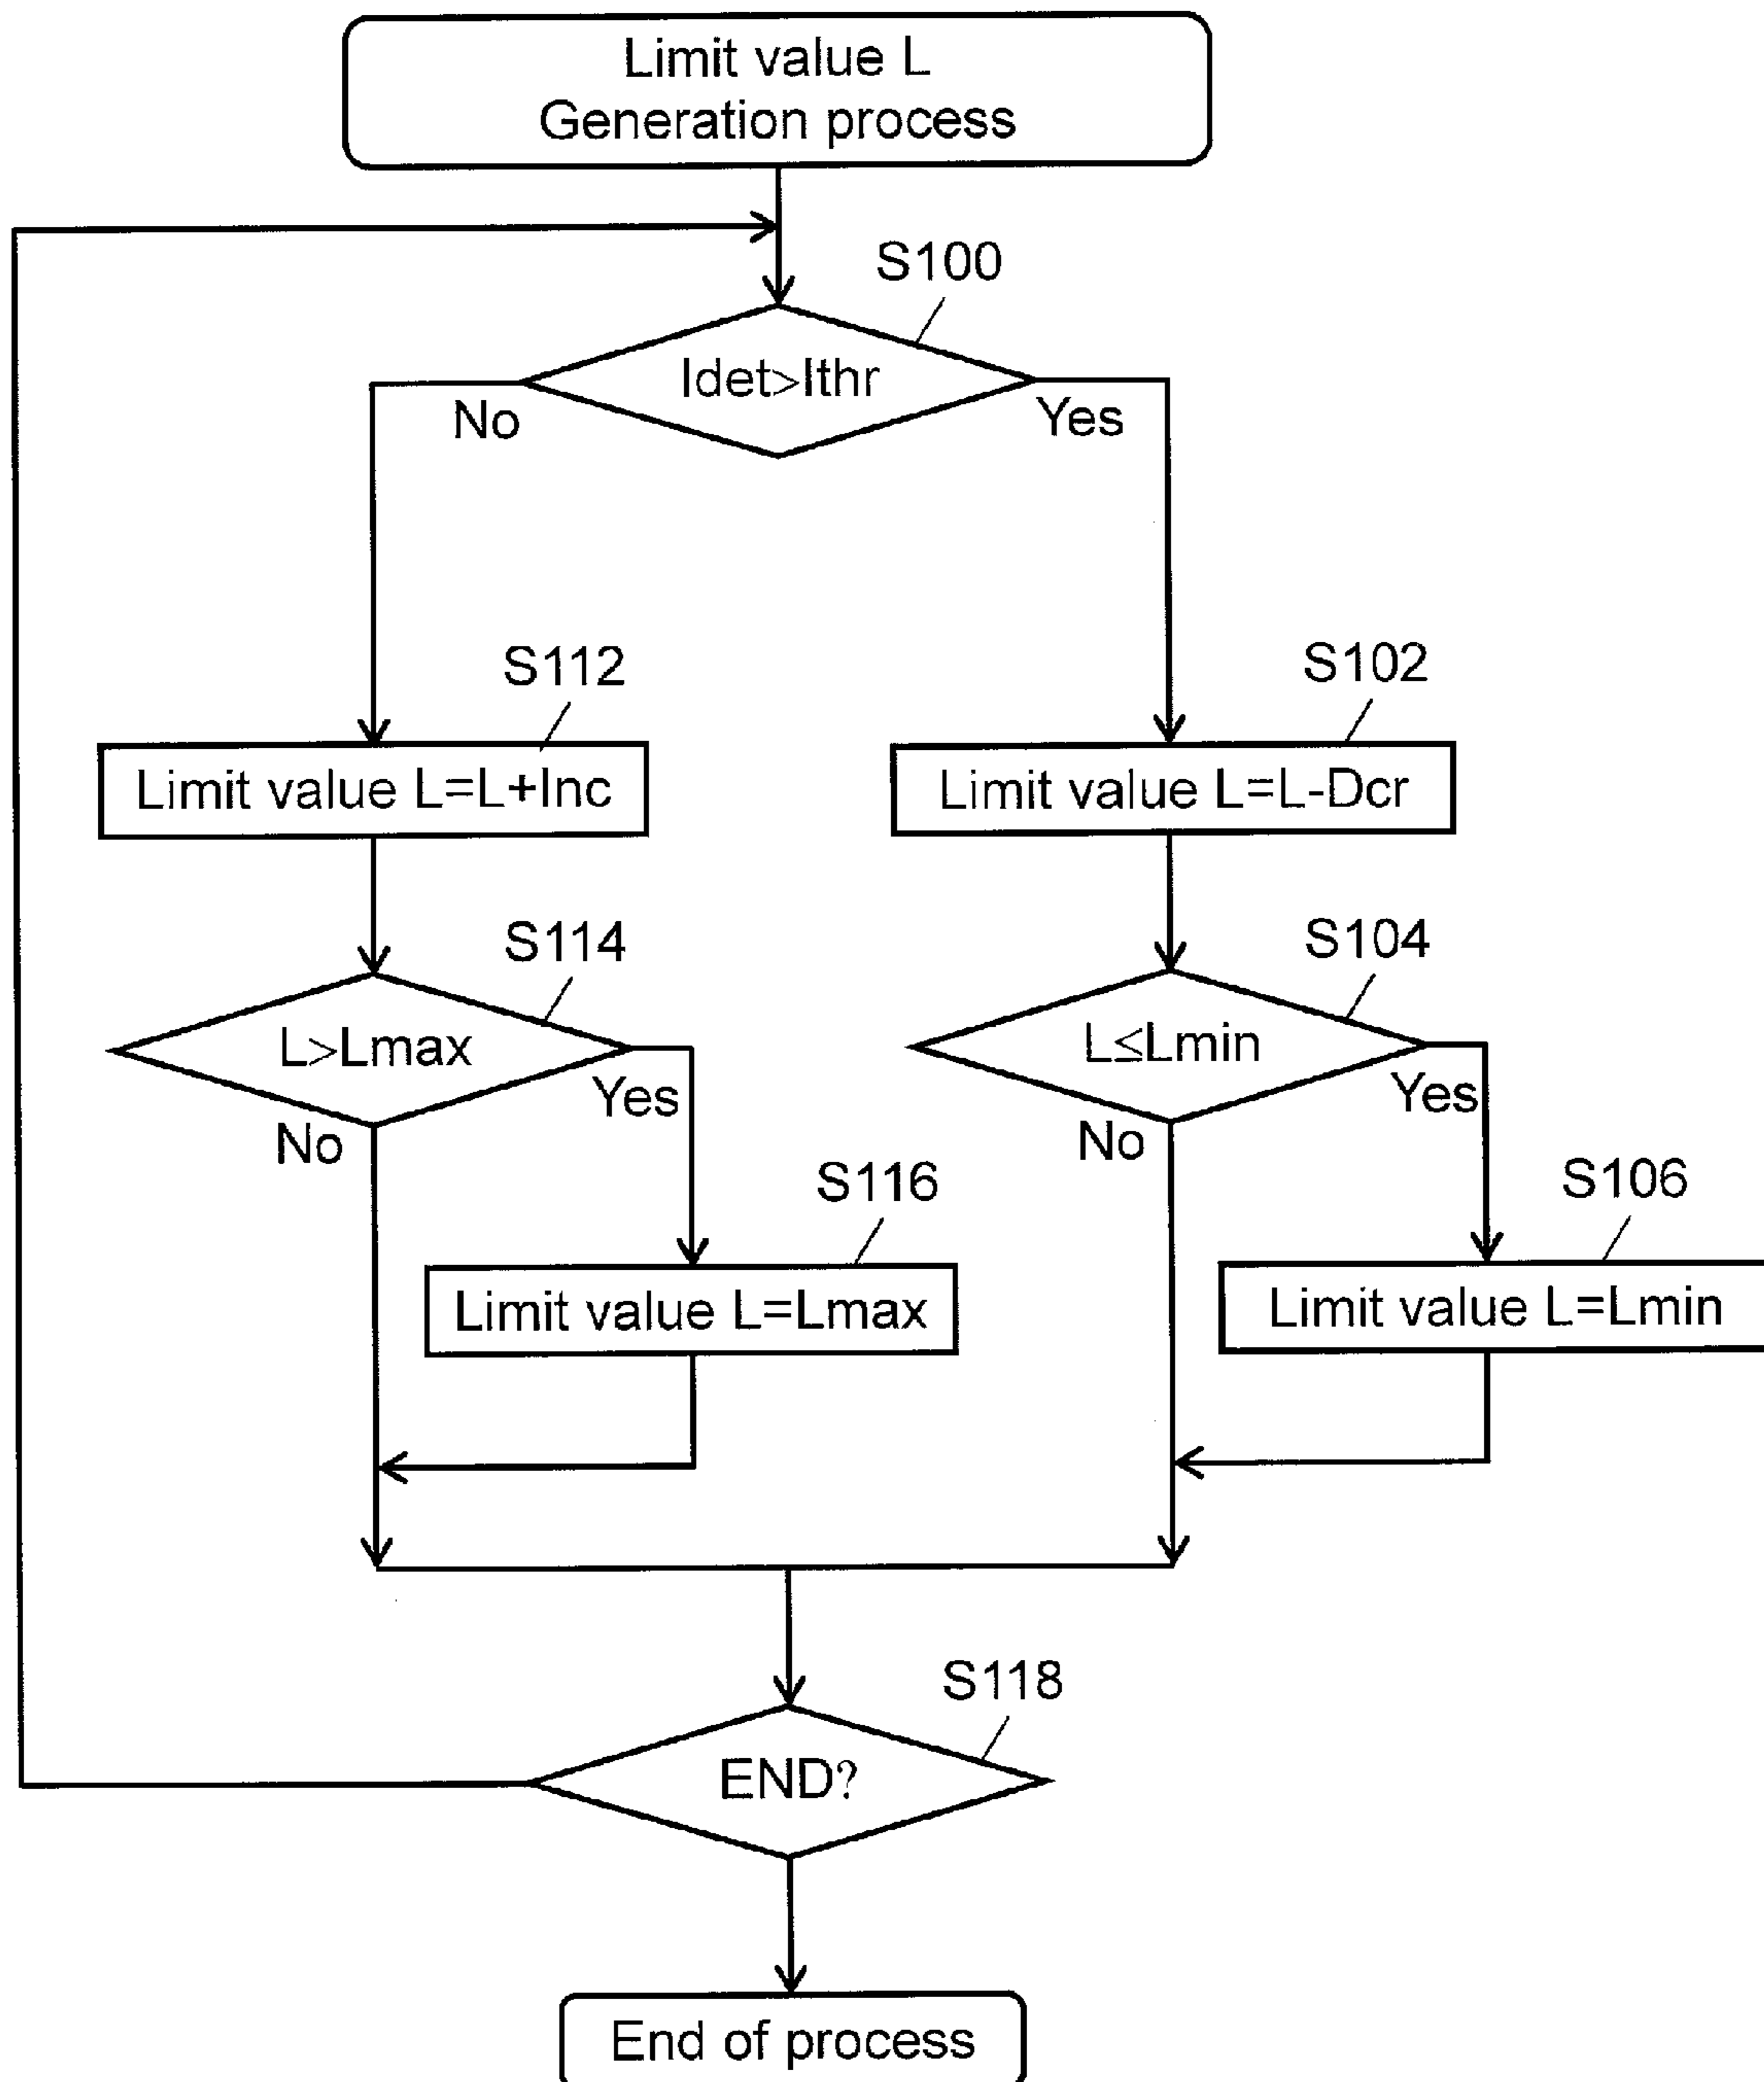 Limit value L
Generation process
S100
Idet>Ithr
No
Yes
S112
S102
Limit value L=L+Inc
Limit value L=L-Dcr
S114
S104
L>Lmax
L≤Lmin
Yes
Yes
No
No
S116
S106
Limit value L=Lmax
Limit value L=Lmin
S118
END?
End of process